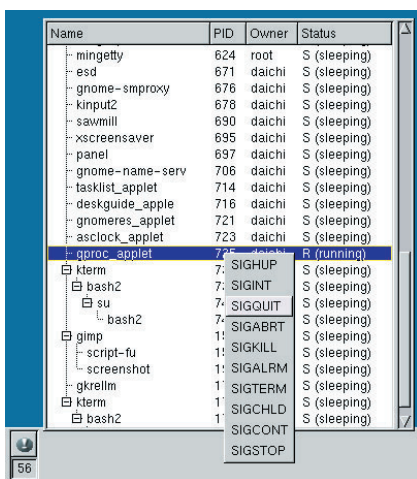 Name PID Owner Status
mingetty 624 root S (sleeping)
esd 671 daichi S (sleeping)
gnome-smproxy 676 daichi S (sleeping)
kinput2 678 daichi S (sleeping)
sawmill 690 daichi S (sleeping)
xscreensaver 695 daichi S (sleeping)
panel 697 daichi S (sleeping)
gnome-name-serv 706 daichi S (sleeping)
tasklist_applet 714 daichi S (sleeping)
deskguide_apple 716 daichi S (sleeping)
gnomeres_applet 721 daichi S (sleeping)
asclock_applet 723 daichi S (sleeping)
gproc_applet 725 daichi R (running)
kterm S (sleeping)
bash2 S (sleeping)
su S (sleeping)
bash2 S (sleeping)
gimp S (sleeping)
script-fu S (sleeping)
screenshot S (sleeping)
gkrellm S (sleeping)
kterm S (sleeping)
bash2 S (sleeping)
SIGHUP
SIGINT
SIGQUIT
SIGABRT
SIGKILL
SIGALRM
SIGTERM
SIGCHLD
SIGCONT
SIGSTOP
56